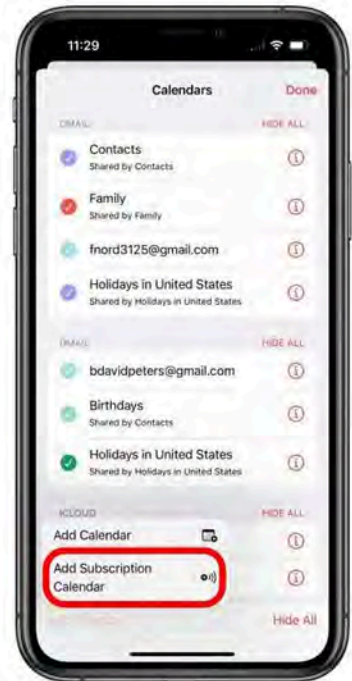 11:29
Calendars
Done
GMAIL
HIDE ALL
Contacts
Shared by Contacts
Family
Shared by Family
fnord3125@gmail.com
Holidays in United States
Shared by Holidays in United States
GMAIL
HIDE ALL
bdavidpeters@gmail.com
Birthdays
Shared by Contacts
Holidays in United States
Shared by Holidays in United States
ICLOUD
HIDE ALL
Add Calendar
Add Subscription
Calendar
Hide All